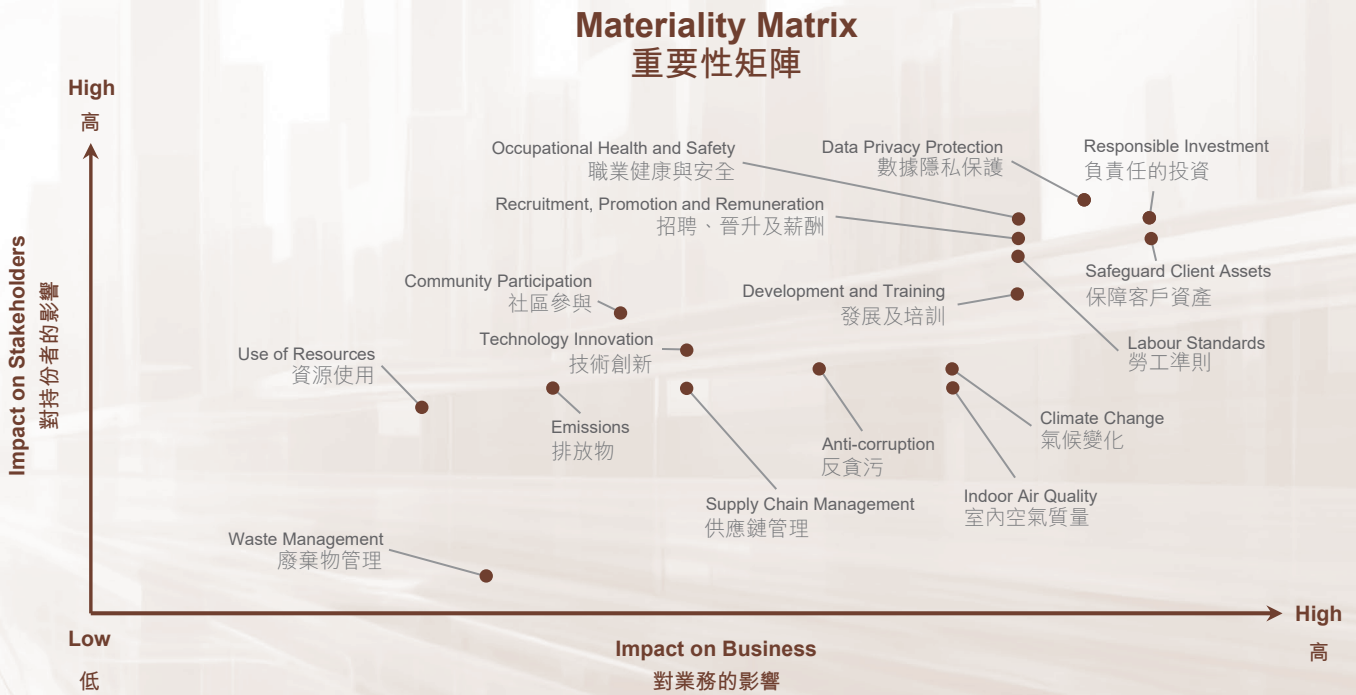 Materiality Matrix
重要性矩陣
High
高
Impact on Stakeholders
對持份者的影響
Occupational Health and Safety
職業健康與安全
Data Privacy Protection
數據隱私保護
Responsible Investment
負責任的投資
Recruitment, Promotion and Remuneration
招聘、晉升及薪酬
Safeguard Client Assets
保障客戶資產
Community Participation
社區參與
Development and Training
發展及培訓
Technology Innovation
技術創新
Labour Standards
勞工準則
Use of Resources
資源使用
Emissions
排放物
Anti-corruption
反貪污
Climate Change
氣候變化
Supply Chain Management
供應鏈管理
Indoor Air Quality
室內空氣質量
Waste Management
廢棄物管理
Low
低
Impact on Business
對業務的影響
High
高